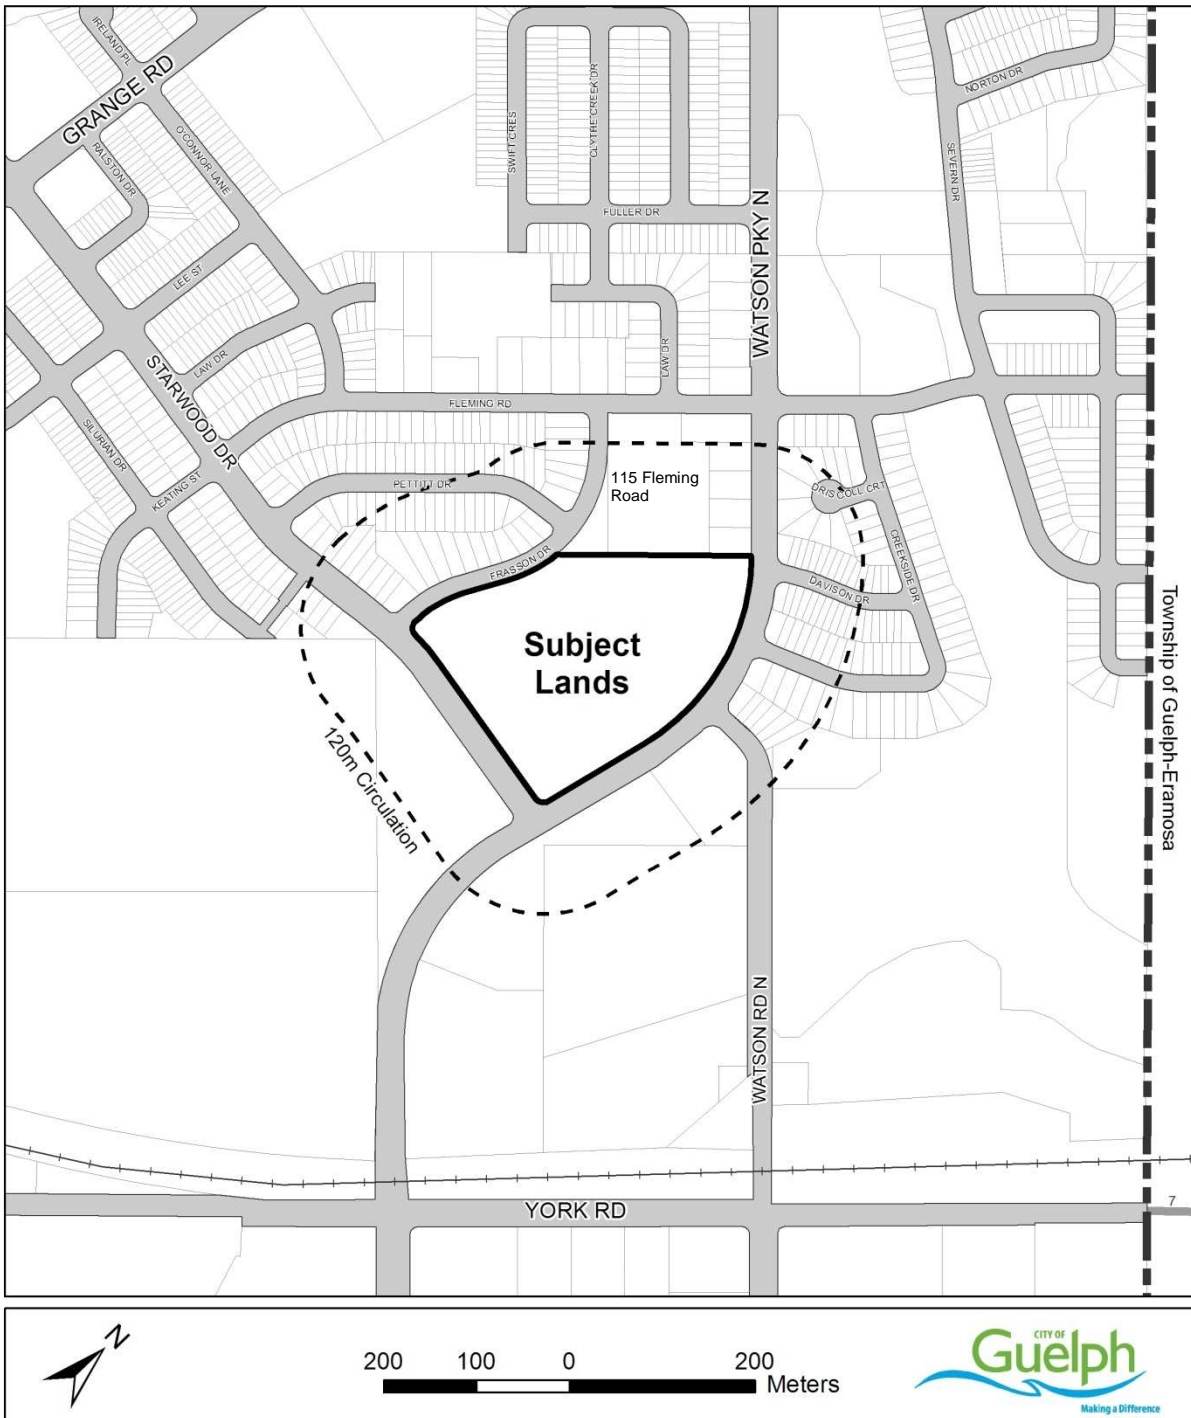 IRELAND PL
GRANGE RD
O'CONNOR LANE
RALSTON DR
LEE ST
LAW DR
STARWOOD DR
SILURIAN DR
KEATING ST
SWIFT CRES
CLYTHE CREEK DR
FULLER DR
WATSON PKY N
NORTON DR
SEVERN DR
LAW DR
FLEMING RD
PETTITT DR
115 Fleming
Road
DRISCOLL CRT
CREEKSIDE DR
FRASSON DR
DAVISON DR
Subject
Lands
120m Circulation
Township of Guelph-Eramosa
WATSON RD N
YORK RD
7
N
200 100 0 200
Meters
CITY OF
Guelph
Making a Difference